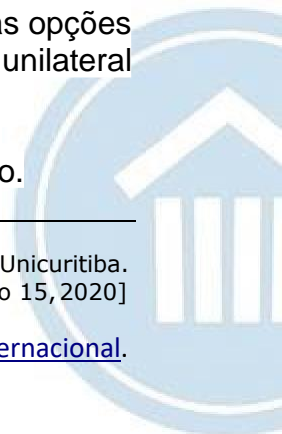 as opções
unilateral
o.
Unicuritiba.
o 15,2020]
ernacional.